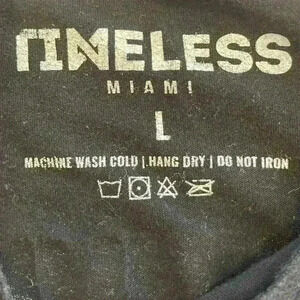 TIMELESS
MIAMI
L
MACHINE WASH COLD | HANG DRY | DO NOT IRON